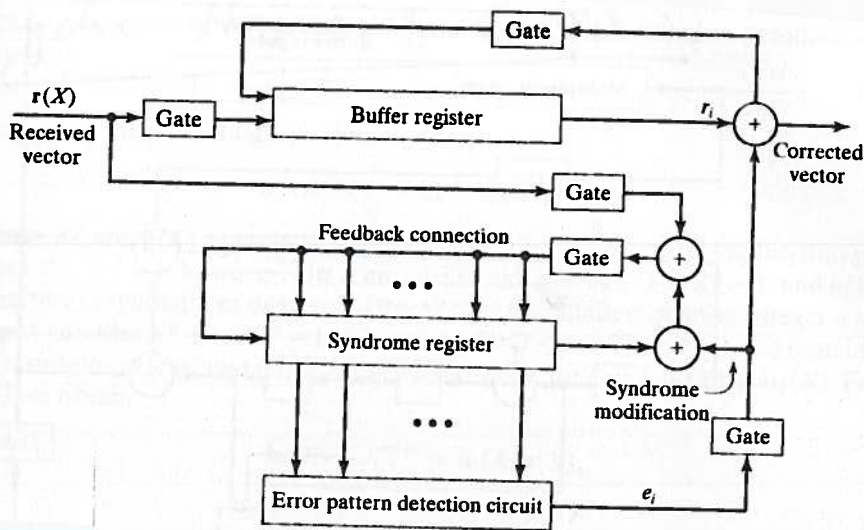 Gate
r(X)
Received
vector
Gate
Buffer register
r_i
+
Corrected
vector
Gate
Feedback connection
Gate
+
Syndrome register
+
Syndrome
modification
Gate
Error pattern detection circuit
e_i